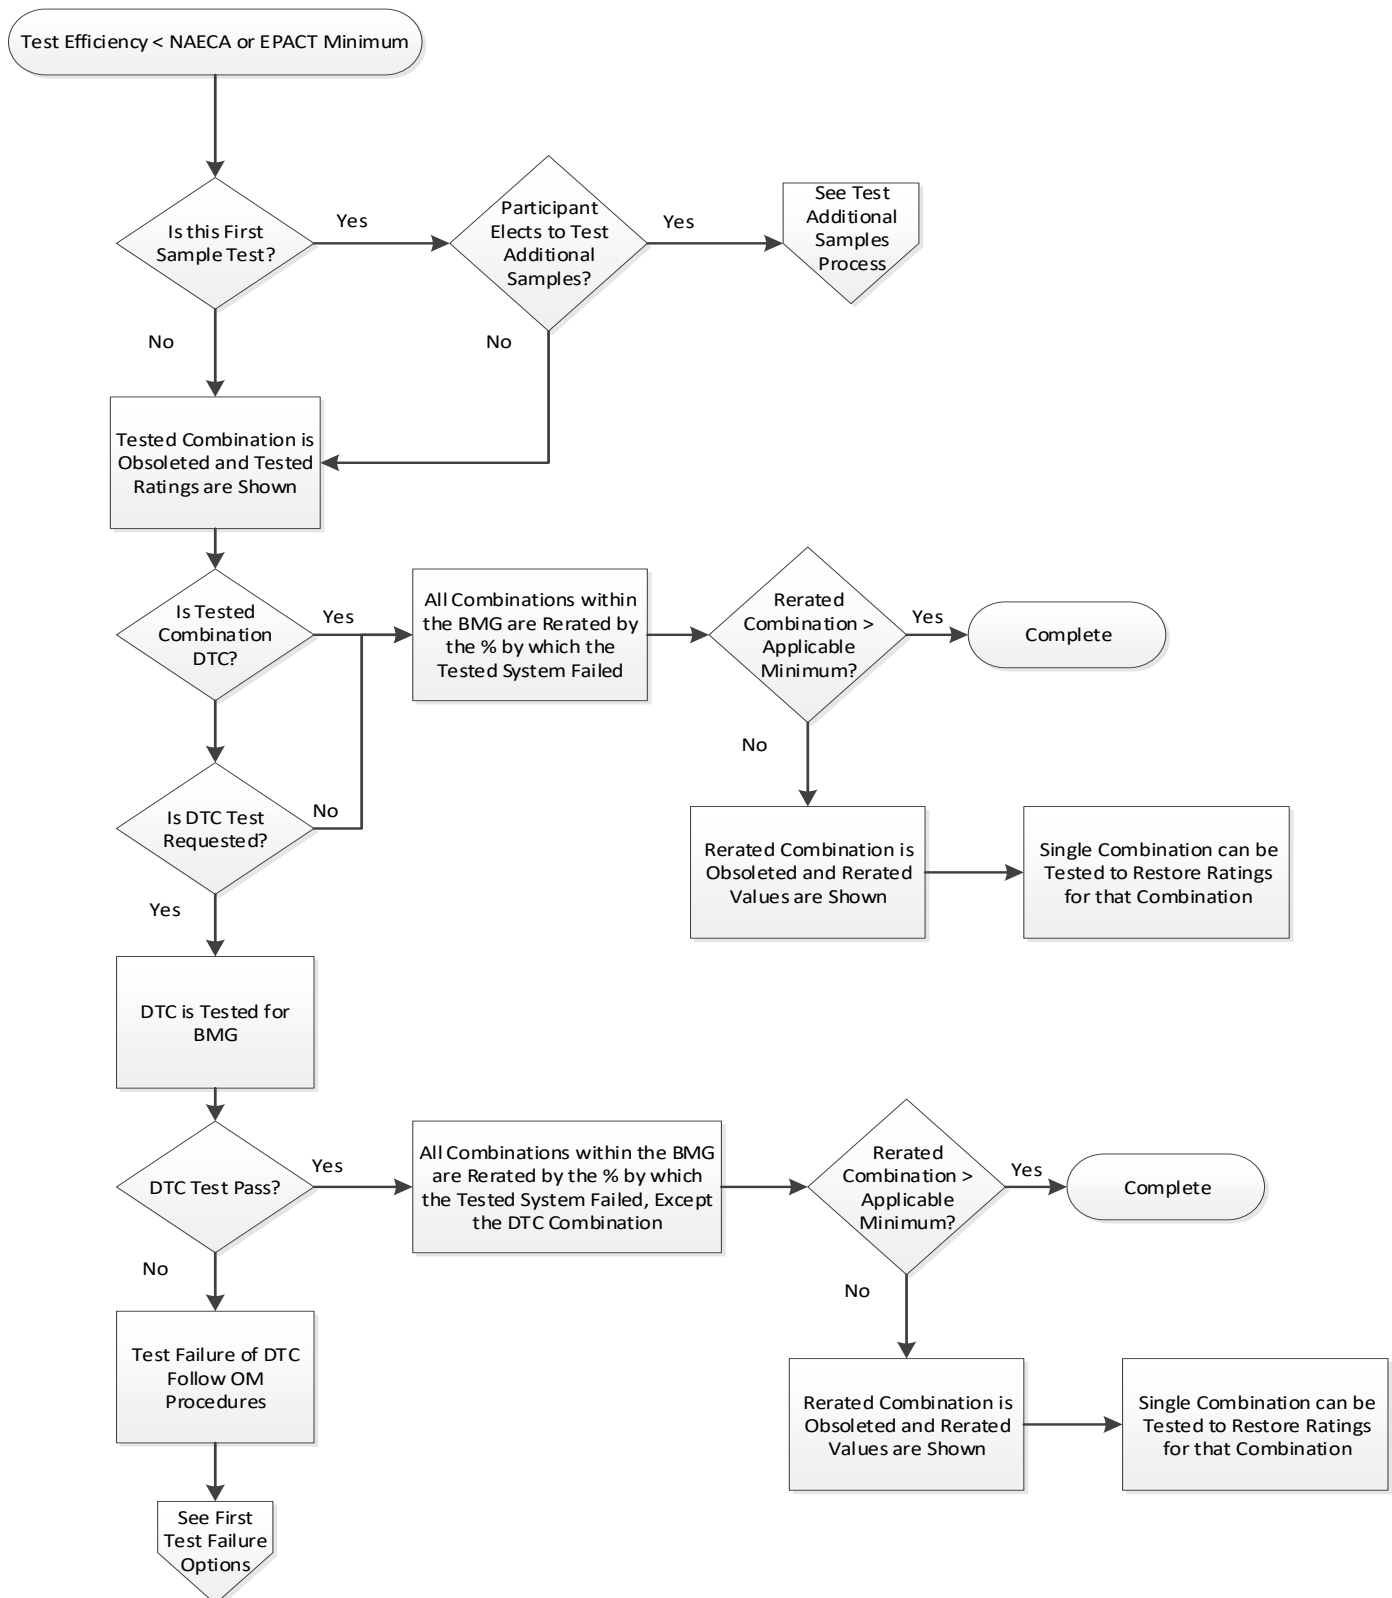 Test Efficiency < NAECA or EPACT Minimum
Is this First
Sample Test?
Yes
Participant
Elects to Test
Additional
Samples?
Yes
See Test
Additional
Samples
Process
No
No
Tested Combination is
Obsoleted and Tested
Ratings are Shown
Is Tested
Combination
DTC?
Yes
All Combinations within
the BMG are Rerated by
the % by which the
Tested System Failed
Rerated
Combination >
Applicable
Minimum?
Yes
Complete
No
Is DTC Test
Requested?
No
Rerated Combination is
Obsoleted and Rerated
Values are Shown
Single Combination can be
Tested to Restore Ratings
for that Combination
Yes
DTC is Tested for
BMG
DTC Test Pass?
Yes
All Combinations within the BMG
are Rerated by the % by which
the Tested System Failed, Except
the DTC Combination
Rerated
Combination >
Applicable
Minimum?
Yes
Complete
No
No
Test Failure of DTC
Follow OM
Procedures
Rerated Combination is
Obsoleted and Rerated
Values are Shown
Single Combination can be
Tested to Restore Ratings
for that Combination
See First
Test Failure
Options